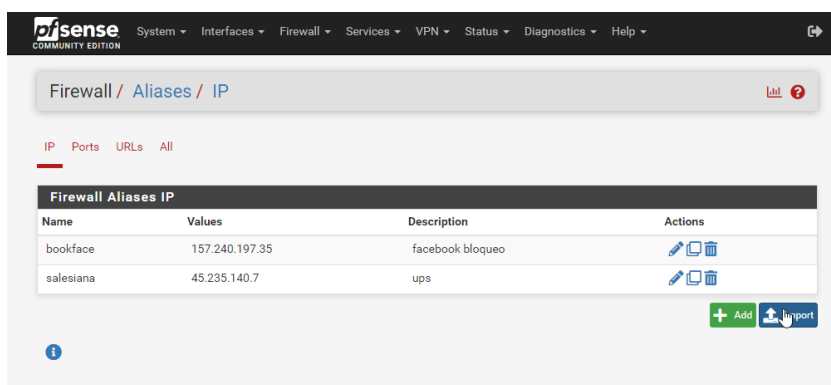 pfsense System Interfaces Firewall Services VPN Status Diagnostics Help
COMMUNITY EDITION
Firewall / Aliases / IP
IP Ports URLs All
Firewall Aliases IP
Name Values Description Actions
bookface 157.240.197.35 facebook bloqueo
salesiana 45.235.140.7 ups
Add Import